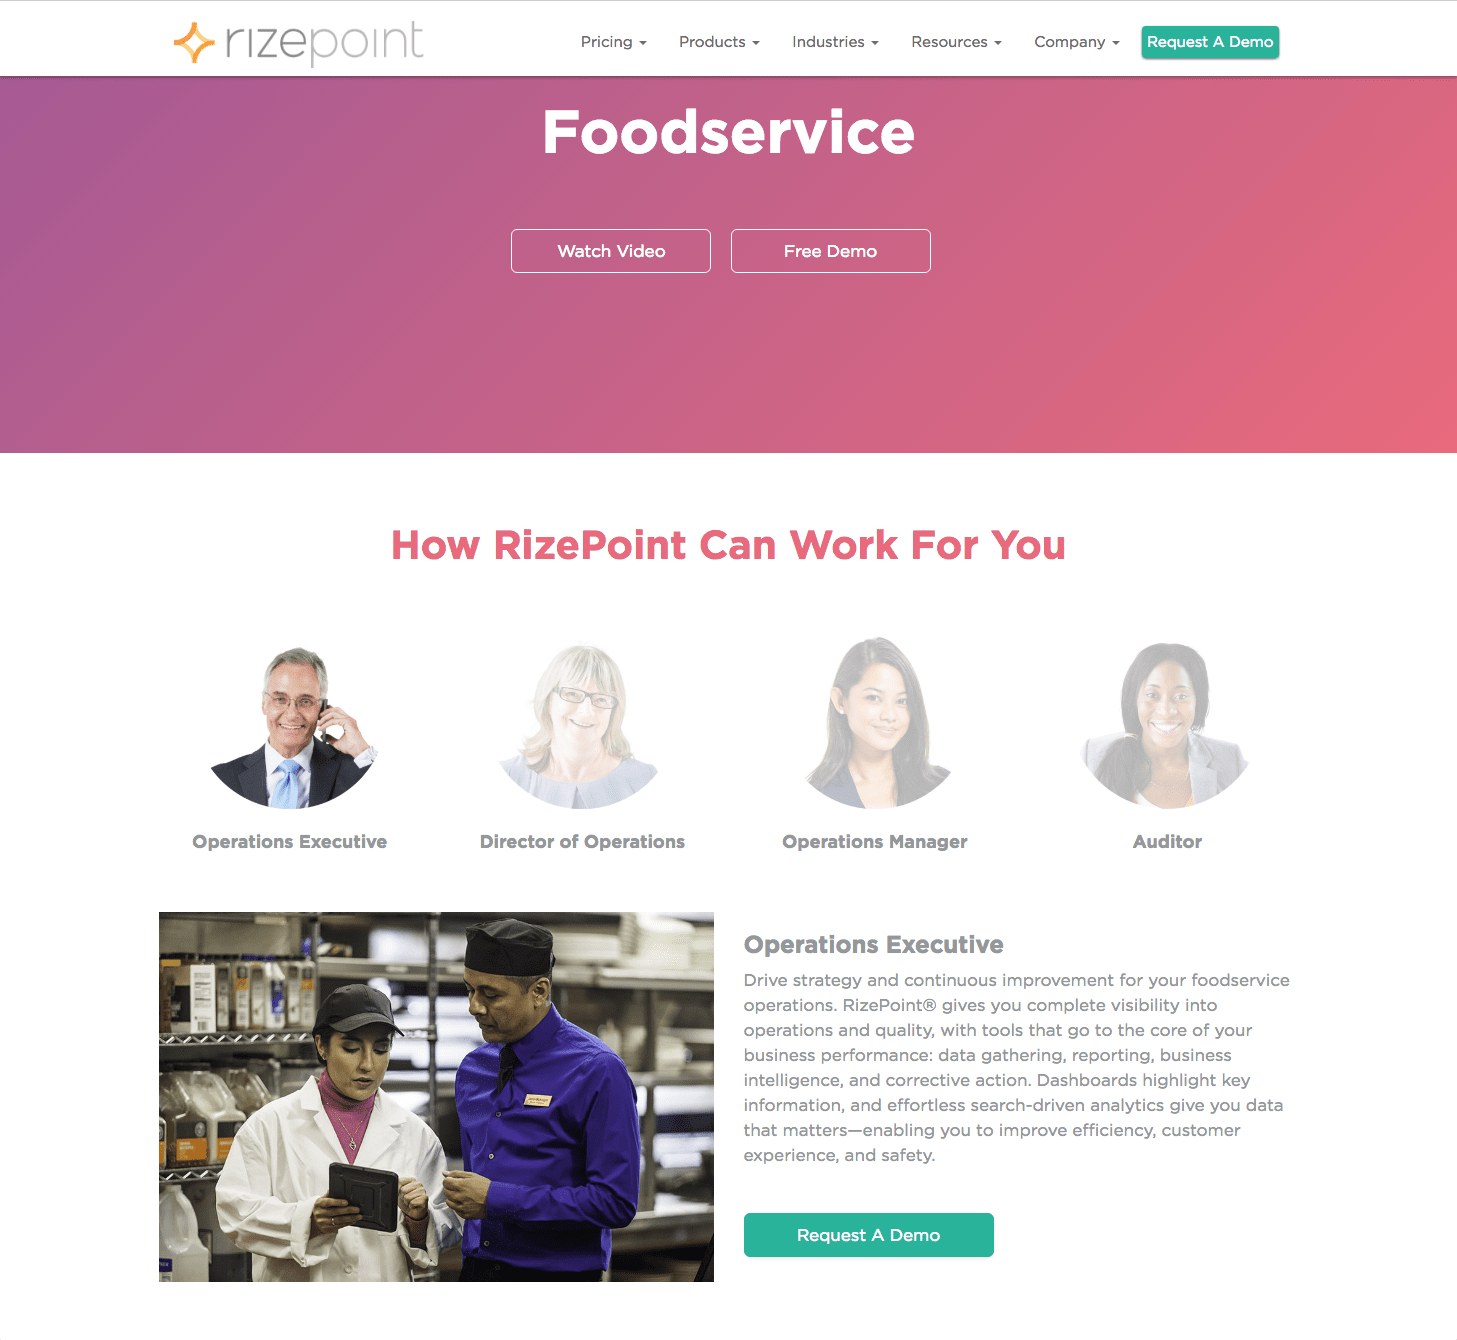 rizepoint
Pricing Products Industries Resources Company Request A Demo
Foodservice
Watch Video Free Demo
How RizePoint Can Work For You
Operations Executive Director of Operations Operations Manager Auditor
Operations Executive
Drive strategy and continuous improvement for your foodservice
operations. RizePoint® gives you complete visibility into
operations and quality, with tools that go to the core of your
business performance: data gathering, reporting, business
intelligence, and corrective action. Dashboards highlight key
information, and effortless search-driven analytics give you data
that matters—enabling you to improve efficiency, customer
experience, and safety.
Request A Demo